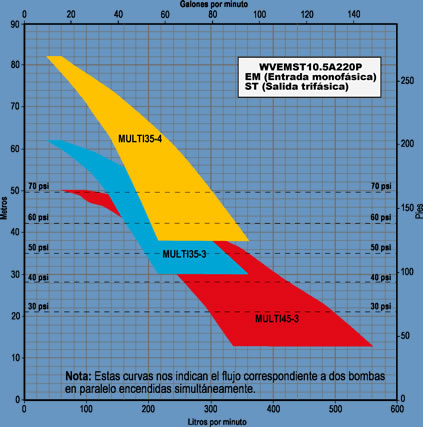 Galones por minuto
0 20 40 60 80 100 120 140
90
80
70
60
50
40
30
20
10
0
Metros
WVEMST10.5A220P
EM (Entrada monofásica)
ST (Salida trifásica)
250
200
150
100
50
0
Pies
MULTI35-4
70 psi 70 psi
60 psi 60 psi
50 psi MULTI35-3 50 psi
40 psi 40 psi
30 psi MULTI45-3 30 psi
Nota: Estas curvas nos indican el flujo correspondiente a dos bombas
en paralelo encendidas simultáneamente.
0 100 200 300 400 500 600
Litros por minuto